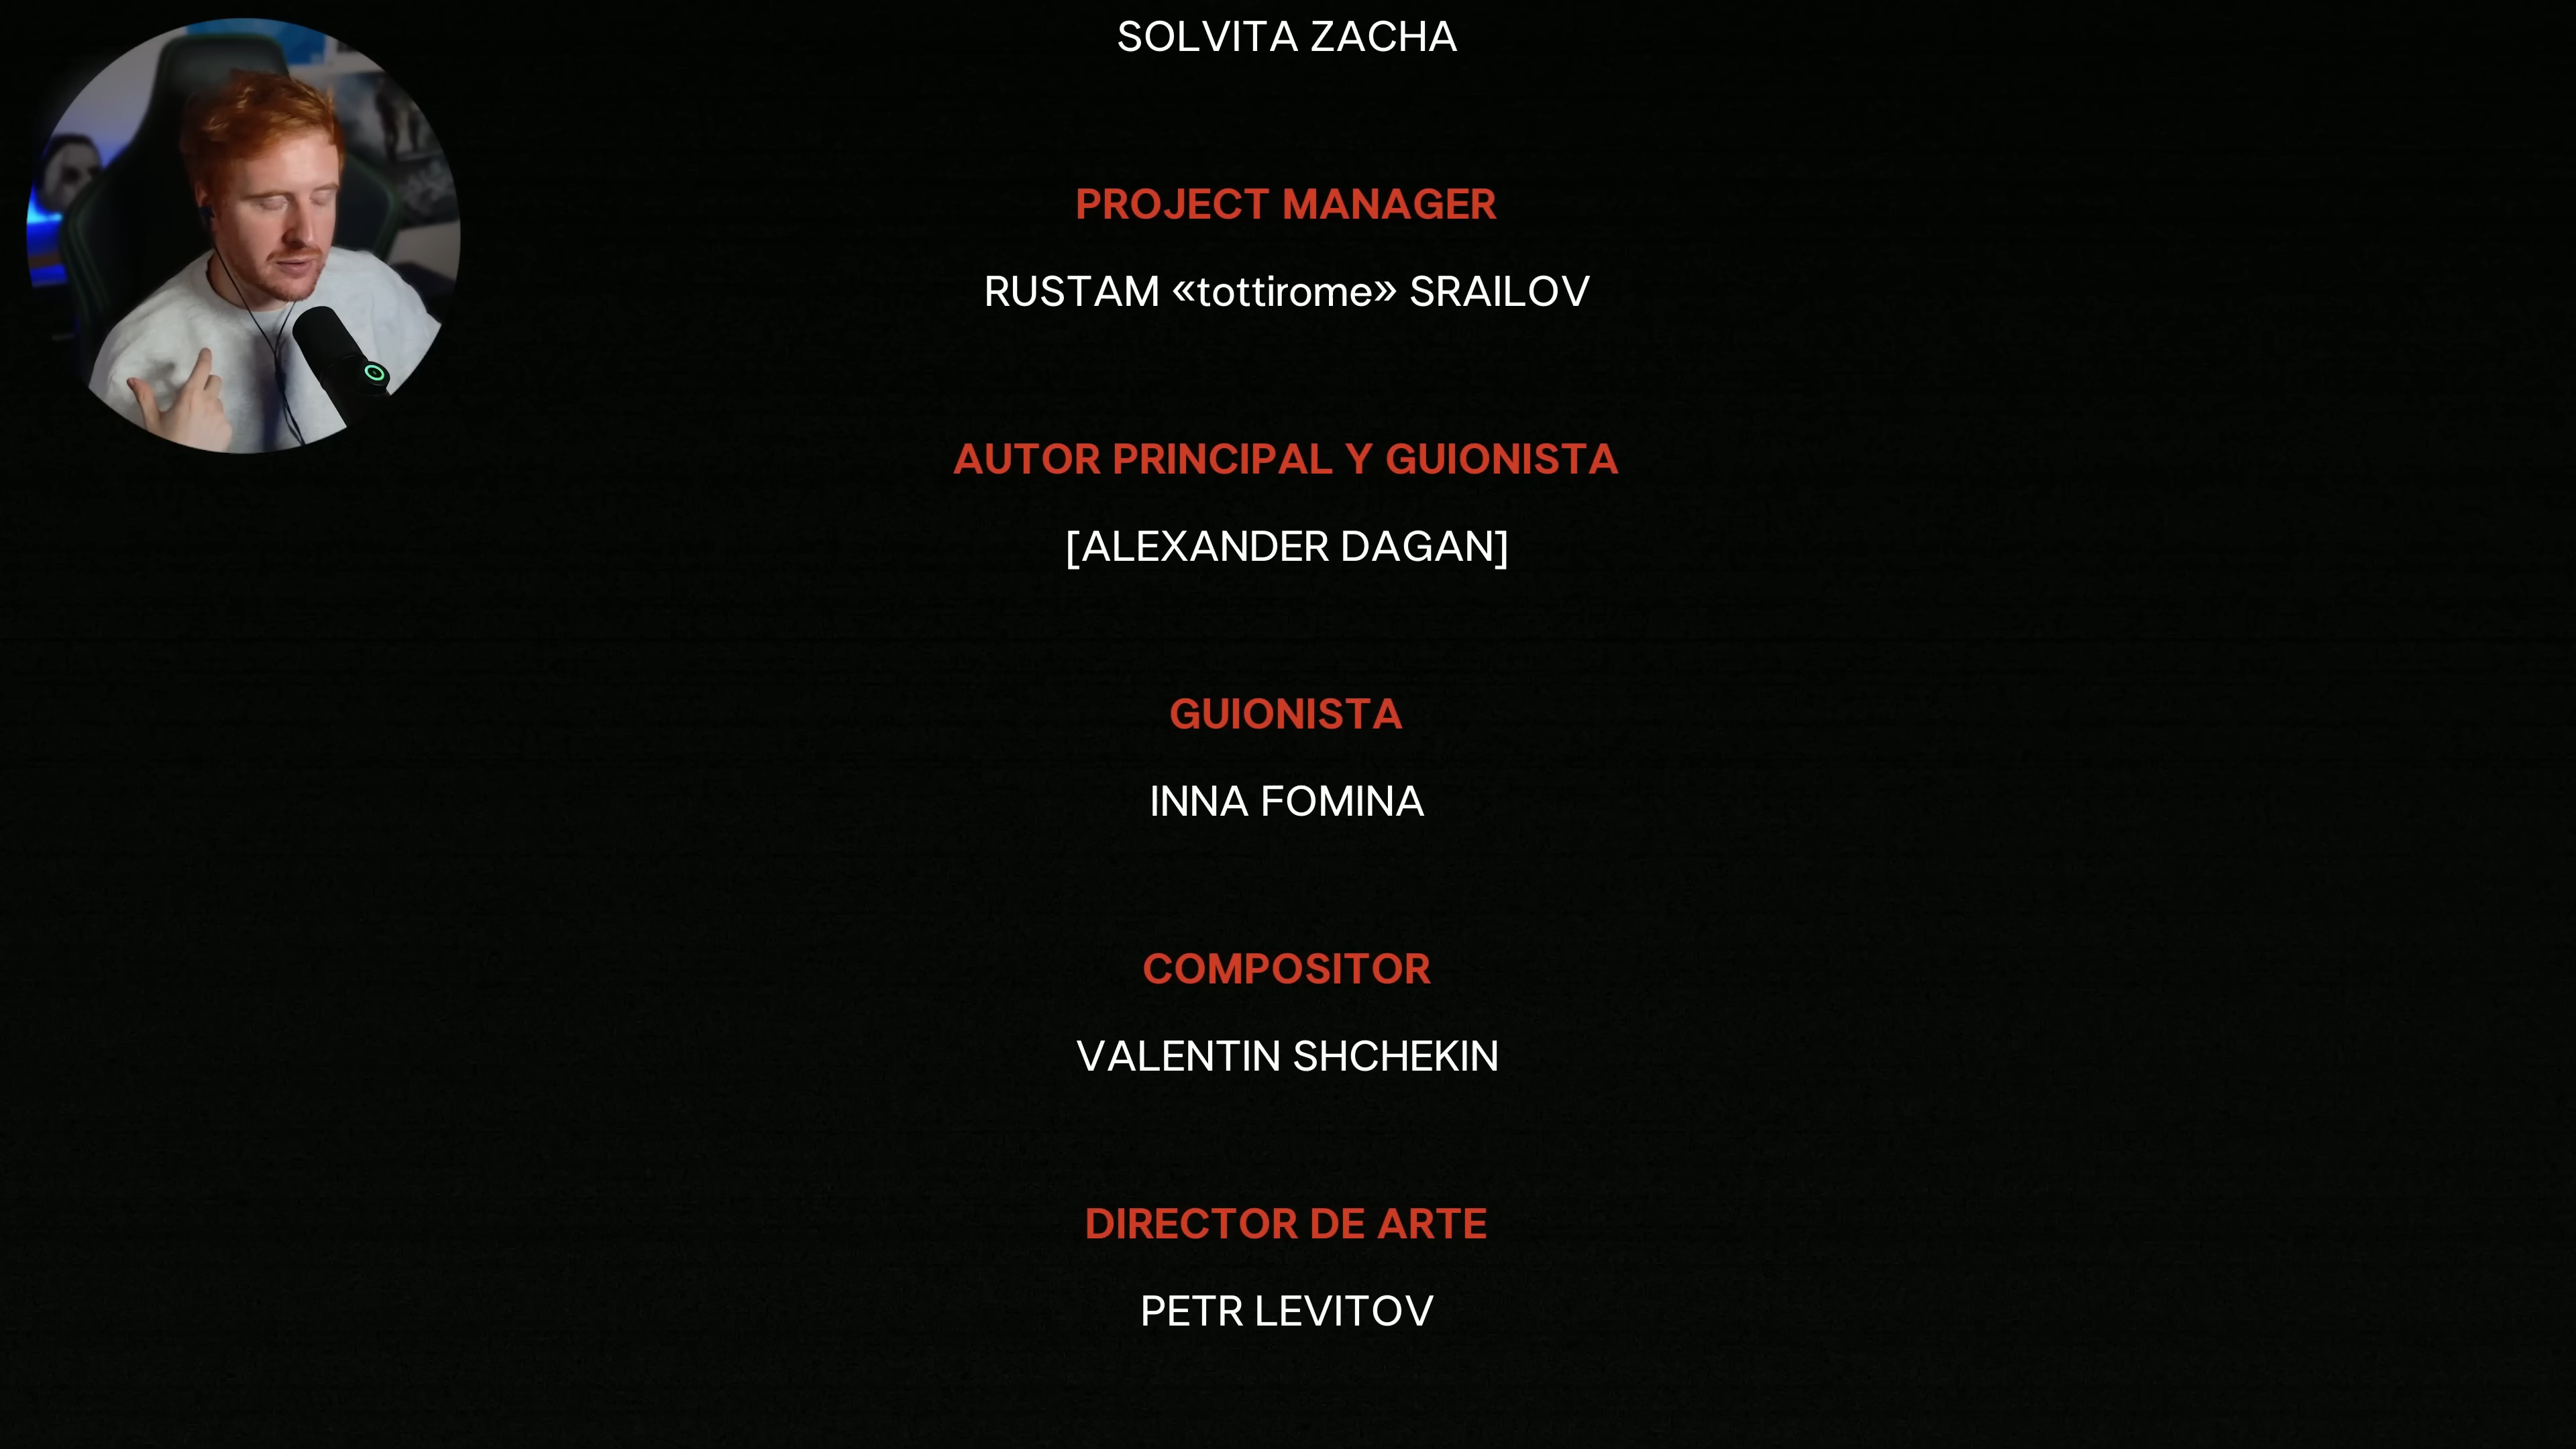 SOLVITA ZACHA
PROJECT MANAGER
RUSTAM «tottirome» SRAILOV
AUTOR PRINCIPAL Y GUIONISTA
[ALEXANDER DAGAN]
GUIONISTA
INNA FOMINA
COMPOSITOR
VALENTIN SHCHEKIN
DIRECTOR DE ARTE
PETR LEVITOV